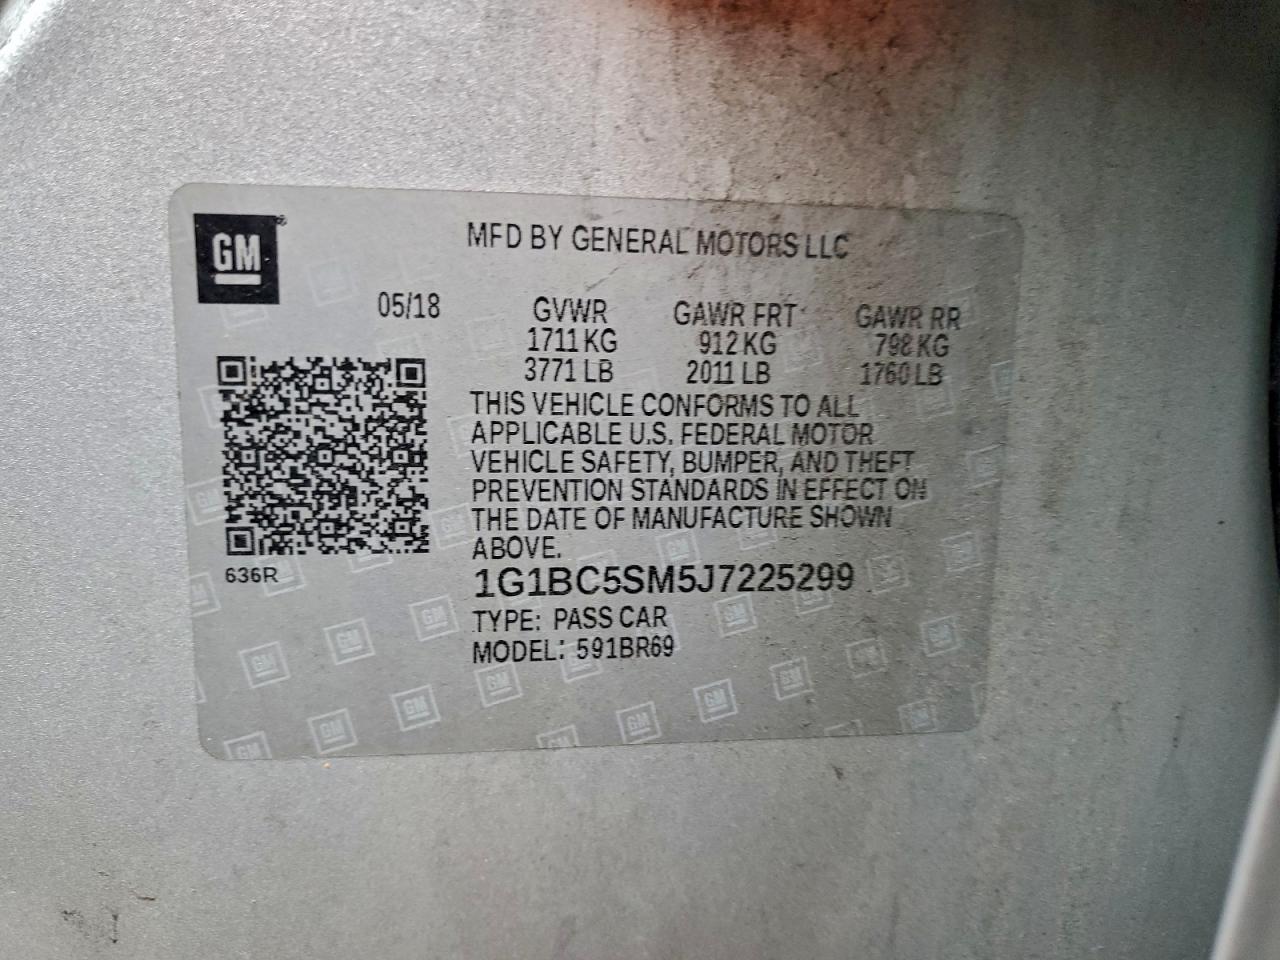 GM
MFD BY GENERAL MOTORS LLC
05/18 GVWR GAWR FRT GAWR RR
1711 KG 912 KG 798 KG
3771 LB 2011 LB 1760 LB
THIS VEHICLE CONFORMS TO ALL
APPLICABLE U.S. FEDERAL MOTOR
VEHICLE SAFETY, BUMPER, AND THEFT
PREVENTION STANDARDS IN EFFECT ON
THE DATE OF MANUFACTURE SHOWN
ABOVE.
636R
1G1BC5SM5J7225299
TYPE: PASS CAR
MODEL: 591BR69